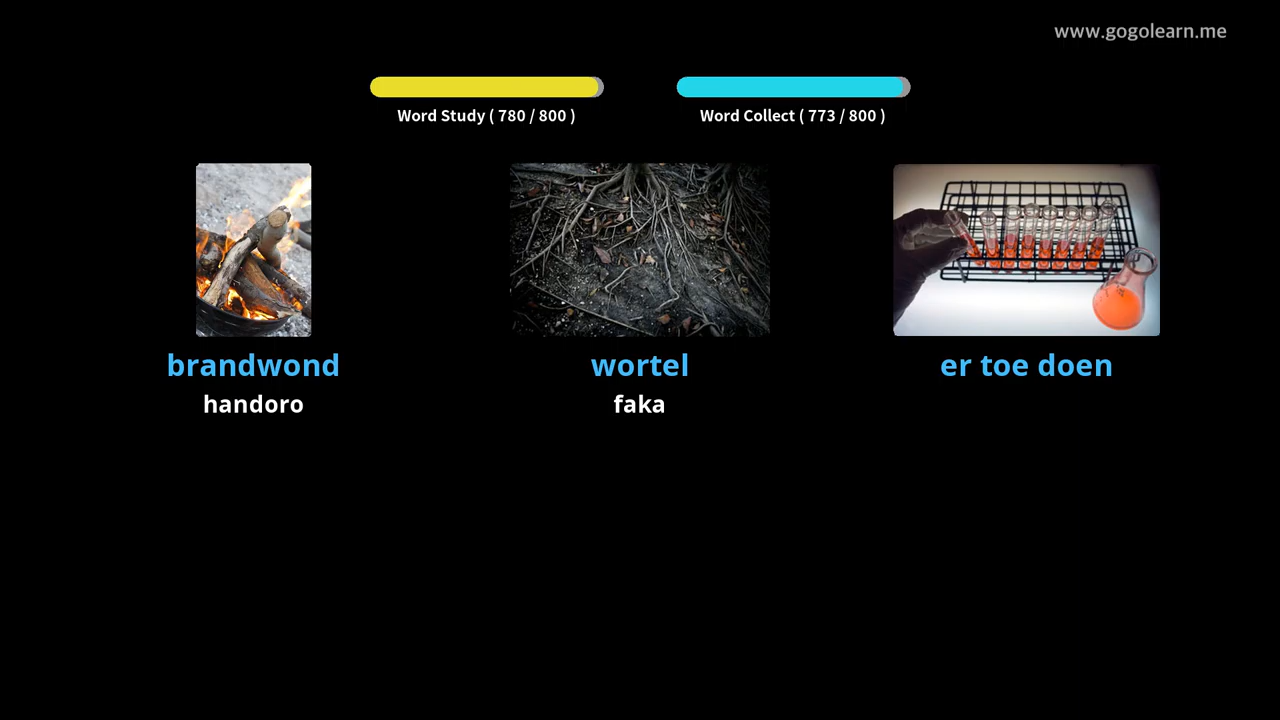 www.gogolearn.me
Word Study ( 780 / 800 )
Word Collect ( 773 / 800 )
brandwond
handoro
wortel
faka
er toe doen